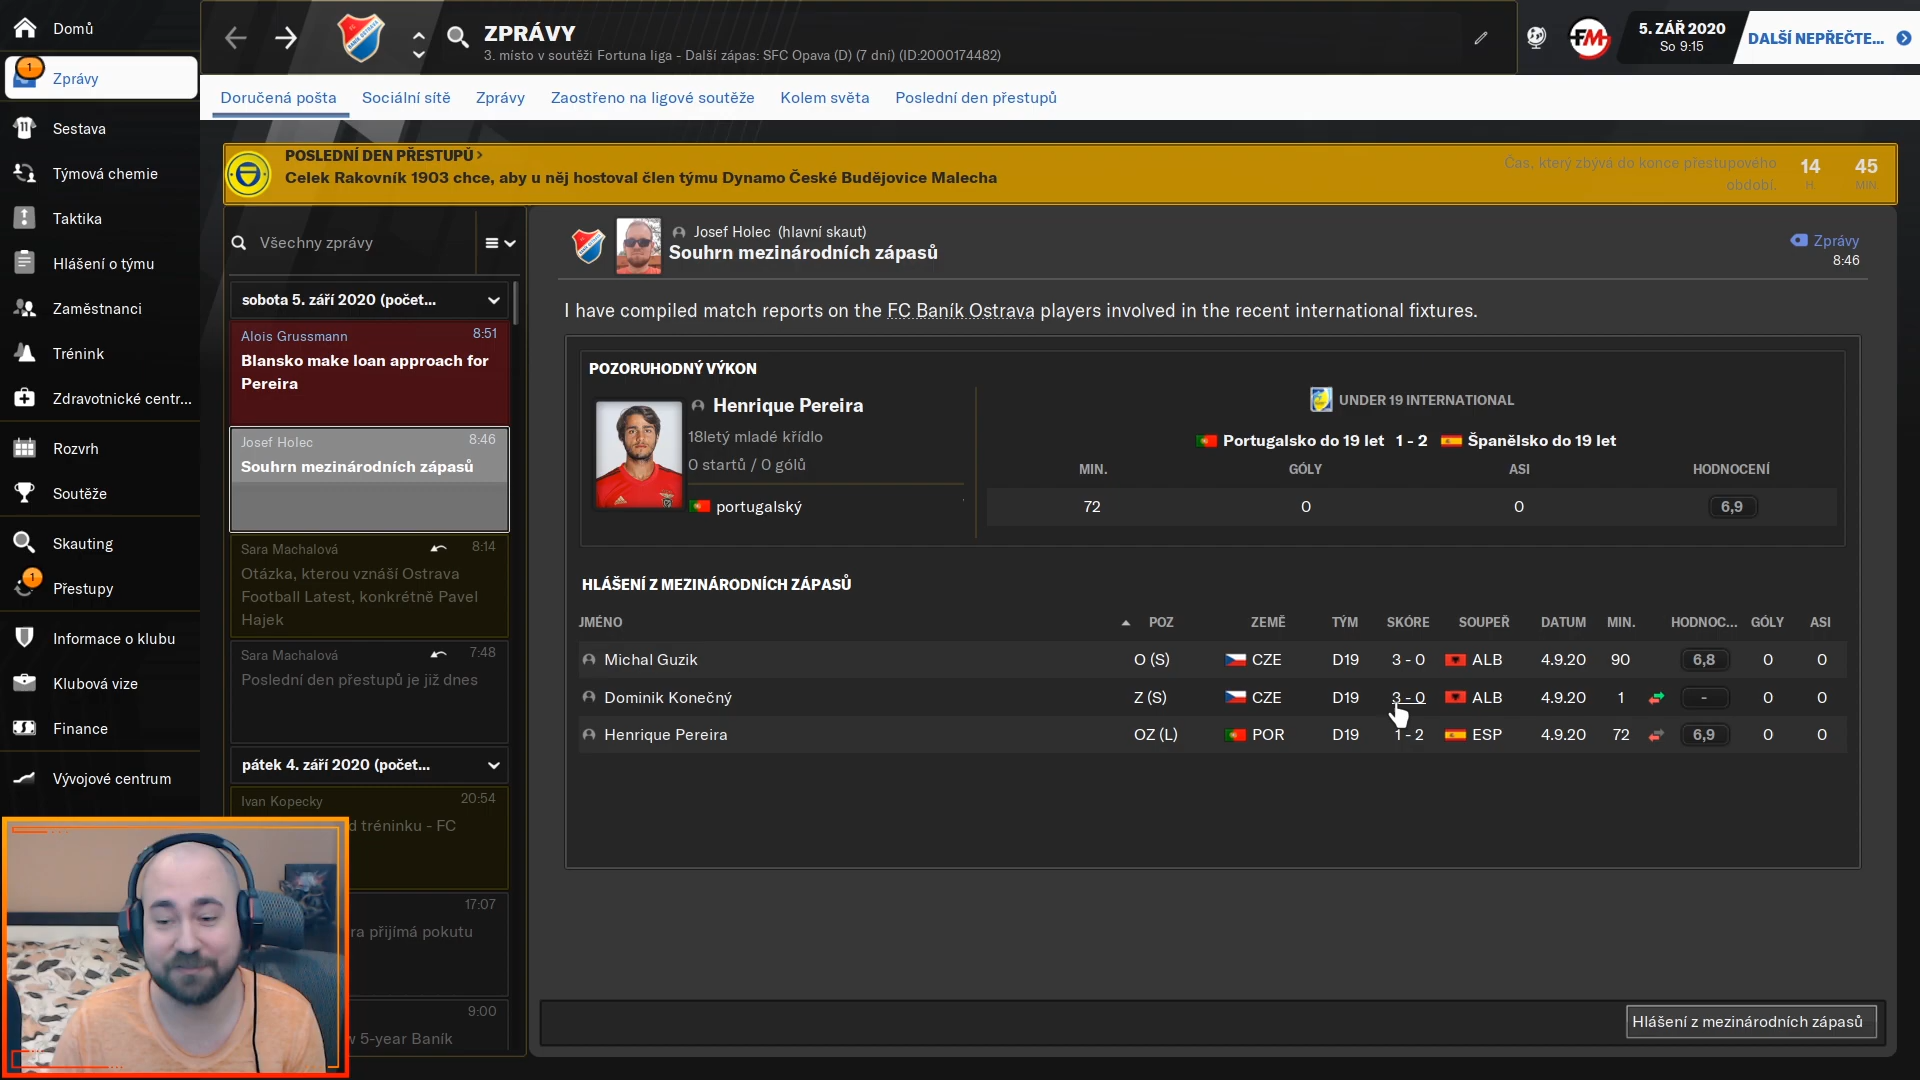 Domů
ZPRÁVY
3. místo v soutěži Fortuna liga - Další zápas: SFC Opava (D) (7 dní) (ID:2000174482)
FM
5. ZÁŘ 2020
So 9:15
DALŠÍ NEPŘEČTE...
1
Zprávy
Doručená pošta
Sociální sítě
Zprávy
Zaostřeno na ligové soutěže
Kolem světa
Poslední den přestupů
Sestava
Týmová chemie
Taktika
Hlášení o týmu
Zaměstnanci
Trénink
Zdravotnické centr...
Rozvrh
Soutěže
Skauting
1
Přestupy
Informace o klubu
Klubová vize
Finance
Vývojové centrum
POSLEDNÍ DEN PŘESTUPŮ >
Celek Rakovník 1903 chce, aby u něj hostoval člen týmu Dynamo České Budějovice Malecha
Čas, který zbývá do konce přestupového
období.
14
H.
45
MIN.
Všechny zprávy
sobota 5. září 2020 (počet...
Alois Grussmann
8:51
Blansko make loan approach for
Pereira
Josef Holec
8:46
Souhrn mezinárodních zápasů
Sara Machalová
8:14
Otázka, kterou vznáší Ostrava
Football Latest, konkrétně Pavel
Hajek
Sara Machalová
7:48
Poslední den přestupů je již dnes
pátek 4. září 2020 (počet...
Ivan Kopecky
20:54
d tréninku - FC
17:07
ra přijímá pokutu
9:00
w 5-year Baník
Josef Holec (hlavní skaut)
Souhrn mezinárodních zápasů
Zprávy
8:46
I have compiled match reports on the FC Baník Ostrava players involved in the recent international fixtures.
POZORUHODNÝ VÝKON
Henrique Pereira
18letý mladé křídlo
0 startů / 0 gólů
portugalský
UNDER 19 INTERNATIONAL
Portugalsko do 19 let 1 - 2 Španělsko do 19 let
MIN. GÓLY ASI HODNOCENÍ
72 0 0 6,9
HLÁŠENÍ Z MEZINÁRODNÍCH ZÁPASŮ
JMÉNO POZ ZEMĚ TÝM SKÓRE SOUPEŘ DATUM MIN. HODNOC... GÓLY ASI
Michal Guzik O (S) CZE D19 3 - 0 ALB 4.9.20 90 6,8 0 0
Dominik Konečný Z (S) CZE D19 3 - 0 ALB 4.9.20 1 - 0 0
Henrique Pereira OZ (L) POR D19 1 - 2 ESP 4.9.20 72 6,9 0 0
Hlášení z mezinárodních zápasů